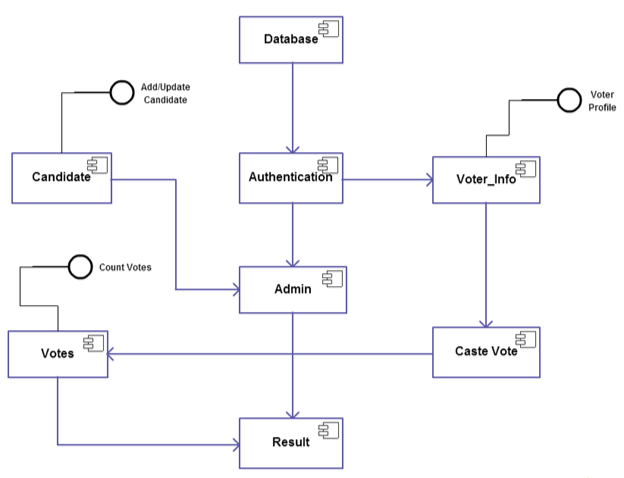 Database
Add/Update
Candidate
Voter
Profile
Candidate
Authentication
Voter_Info
Count Votes
Admin
Votes
Caste Vote
Result